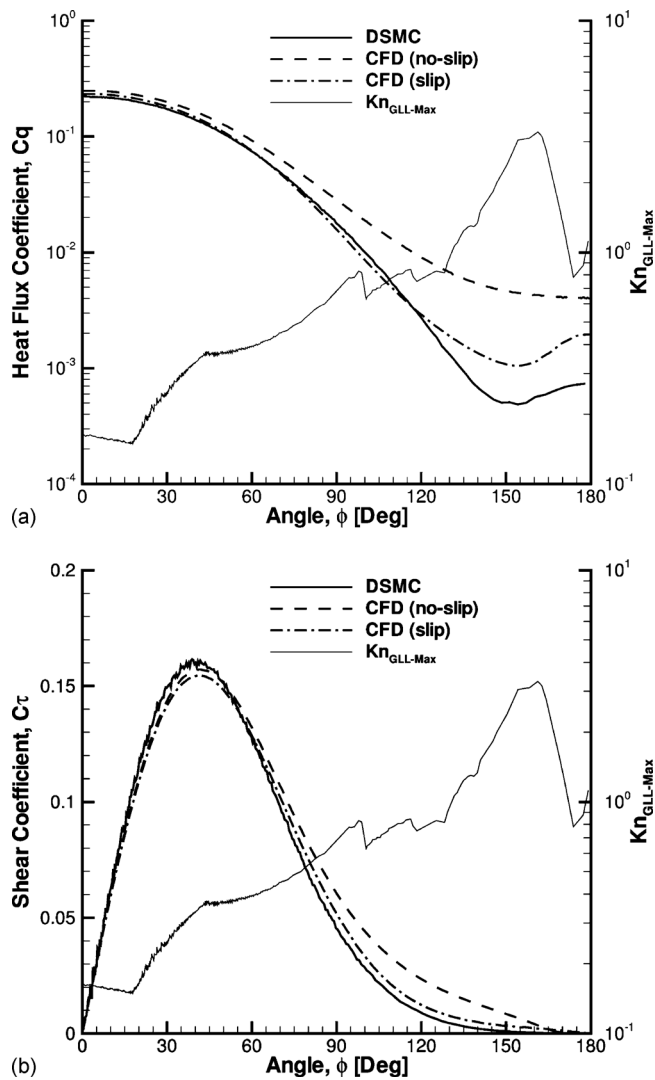 10⁰
10⁻¹
10⁻²
10⁻³
10⁻⁴
Heat Flux Coefficient, Cq
DSMC
CFD (no-slip)
CFD (slip)
Kn_GLL-Max
10¹
10⁰
10⁻¹
Kn_GLL-Max
0
30
60
90
120
150
180
Angle, ϕ [Deg]
(a)
0.2
0.15
0.1
0.05
0
Shear Coefficient, Cτ
DSMC
CFD (no-slip)
CFD (slip)
Kn_GLL-Max
10¹
10⁰
10⁻¹
Kn_GLL-Max
0
30
60
90
120
150
180
Angle, ϕ [Deg]
(b)